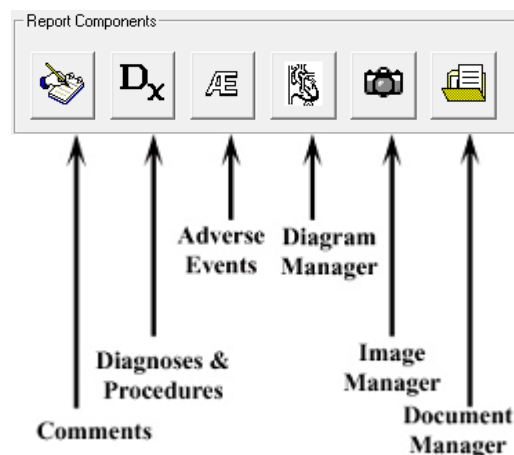 Report Components
Dx
Æ
Adverse
Events
Diagram
Manager
Diagnoses &
Procedures
Image
Manager
Comments
Document
Manager